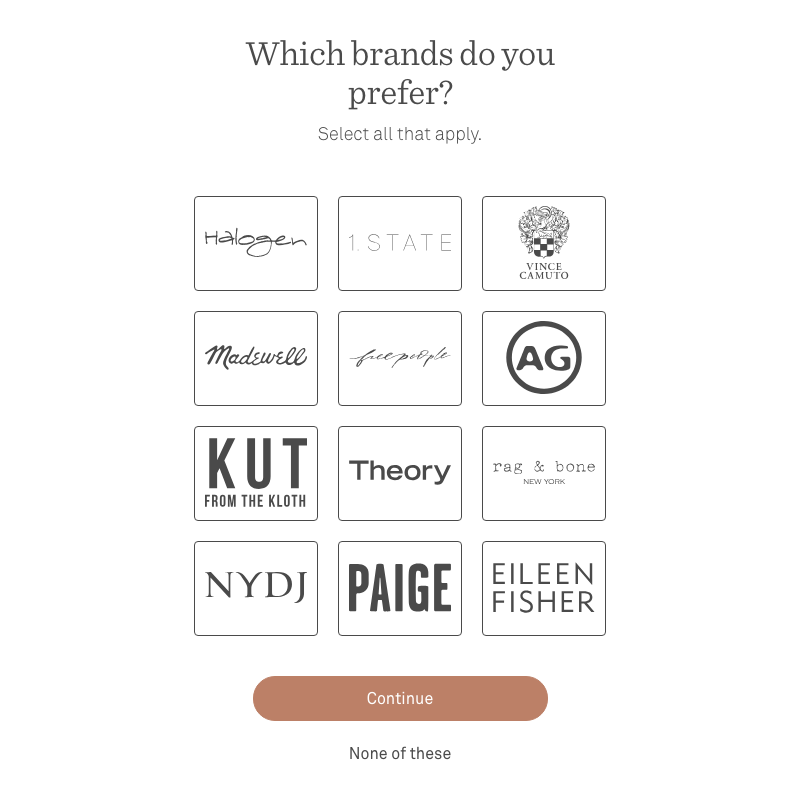 Which brands do you
prefer?
Select all that apply.
Halogen
1.STATE
VINCE
CAMUTO
Madewell
free people
AG
KUT
FROM THE KLOTH
Theory
rag & bone
NEW YORK
NYDJ
PAIGE
EILEEN
FISHER
Continue
None of these